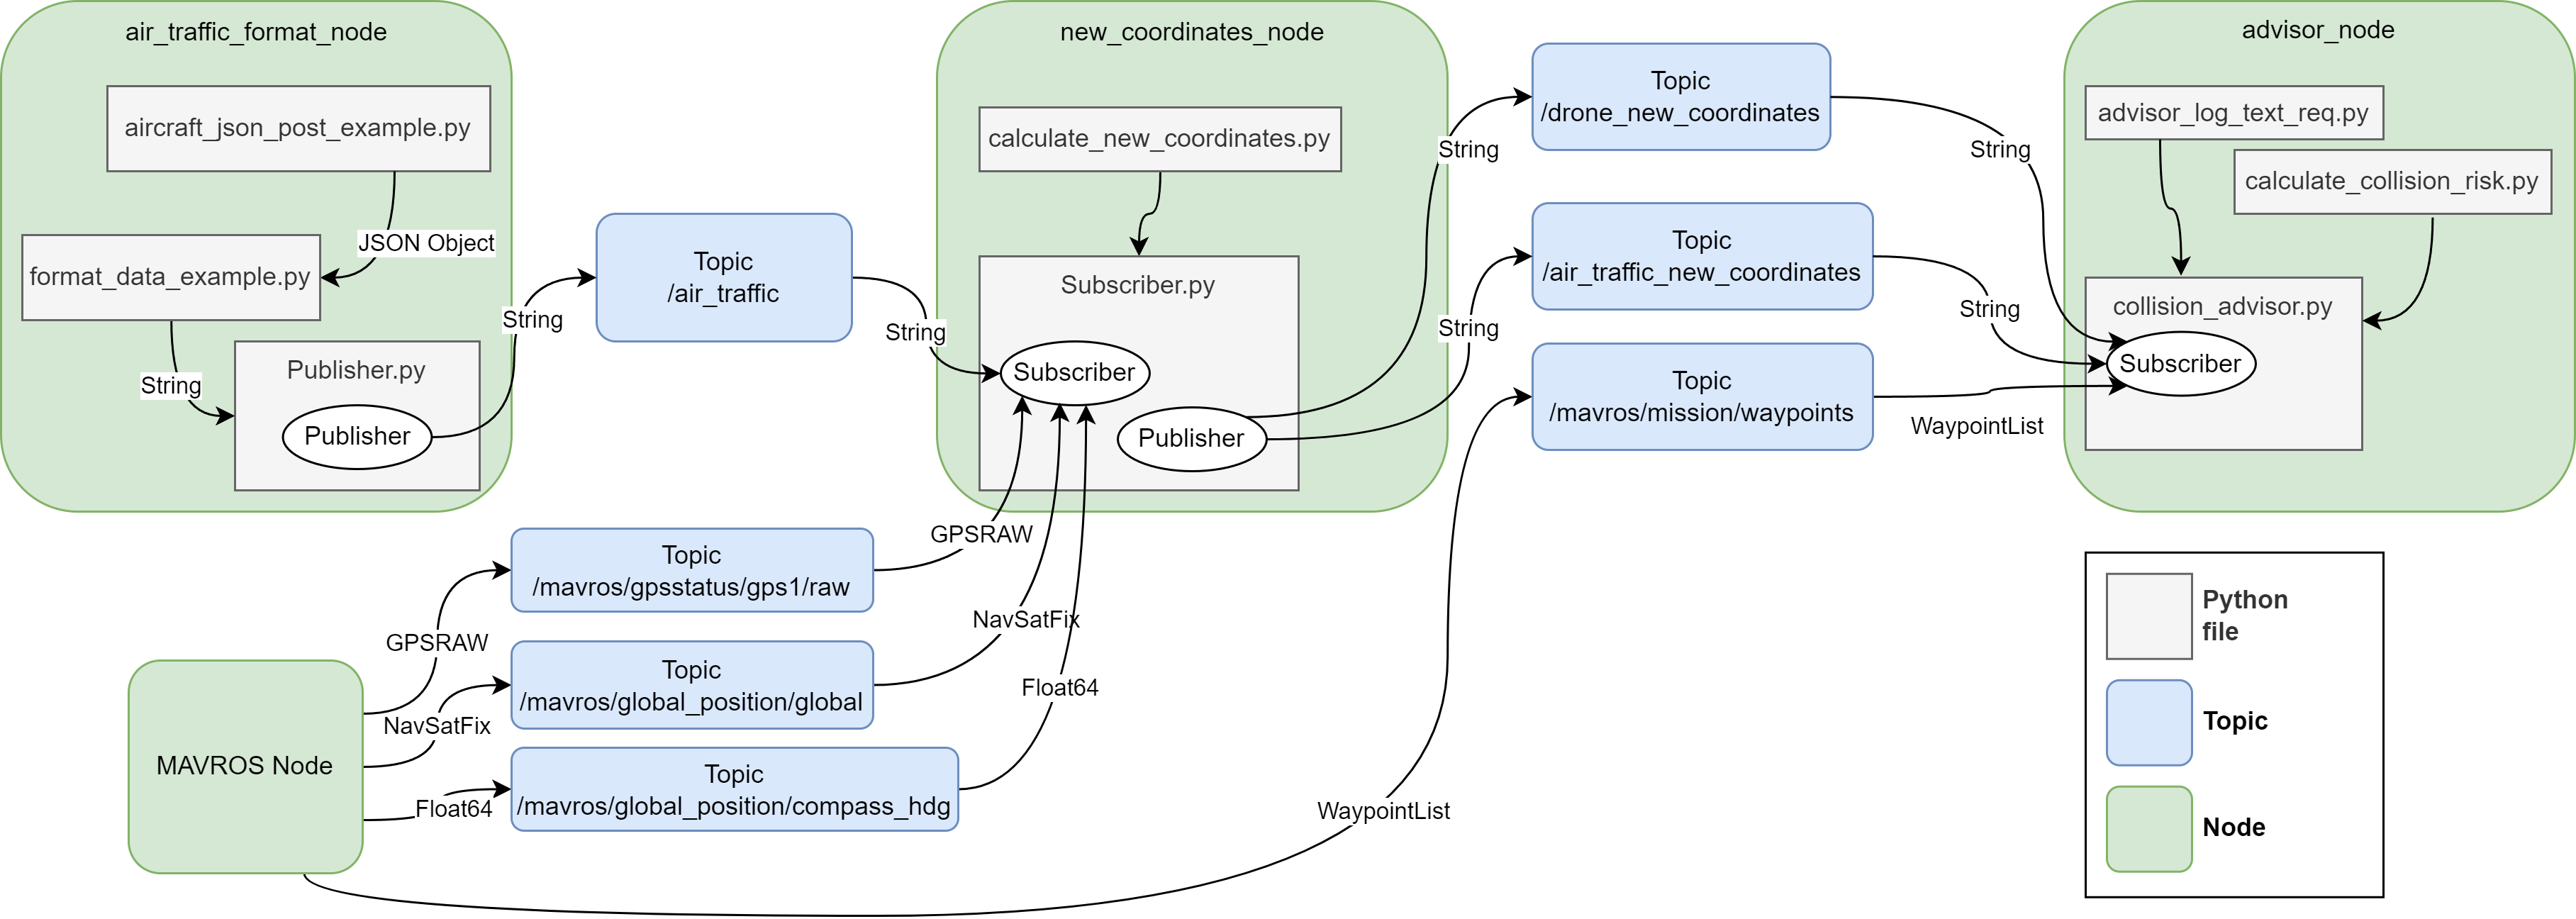 air_traffic_format_node
aircraft_json_post_example.py
JSON Object
format_data_example.py
String
Publisher.py
Publisher
String
Topic
/air_traffic
String
new_coordinates_node
calculate_new_coordinates.py
Subscriber.py
Subscriber
Publisher
String
String
Topic
/drone_new_coordinates
Topic
/air_traffic_new_coordinates
Topic
/mavros/mission/waypoints
String
String
WaypointList
advisor_node
advisor_log_text_req.py
calculate_collision_risk.py
collision_advisor.py
Subscriber
MAVROS Node
GPSRAW
NavSatFix
Float64
Topic
/mavros/gpsstatus/gps1/raw
Topic
/mavros/global_position/global
Topic
/mavros/global_position/compass_hdg
GPSRAW
NavSatFix
Float64
WaypointList
Python
file
Topic
Node